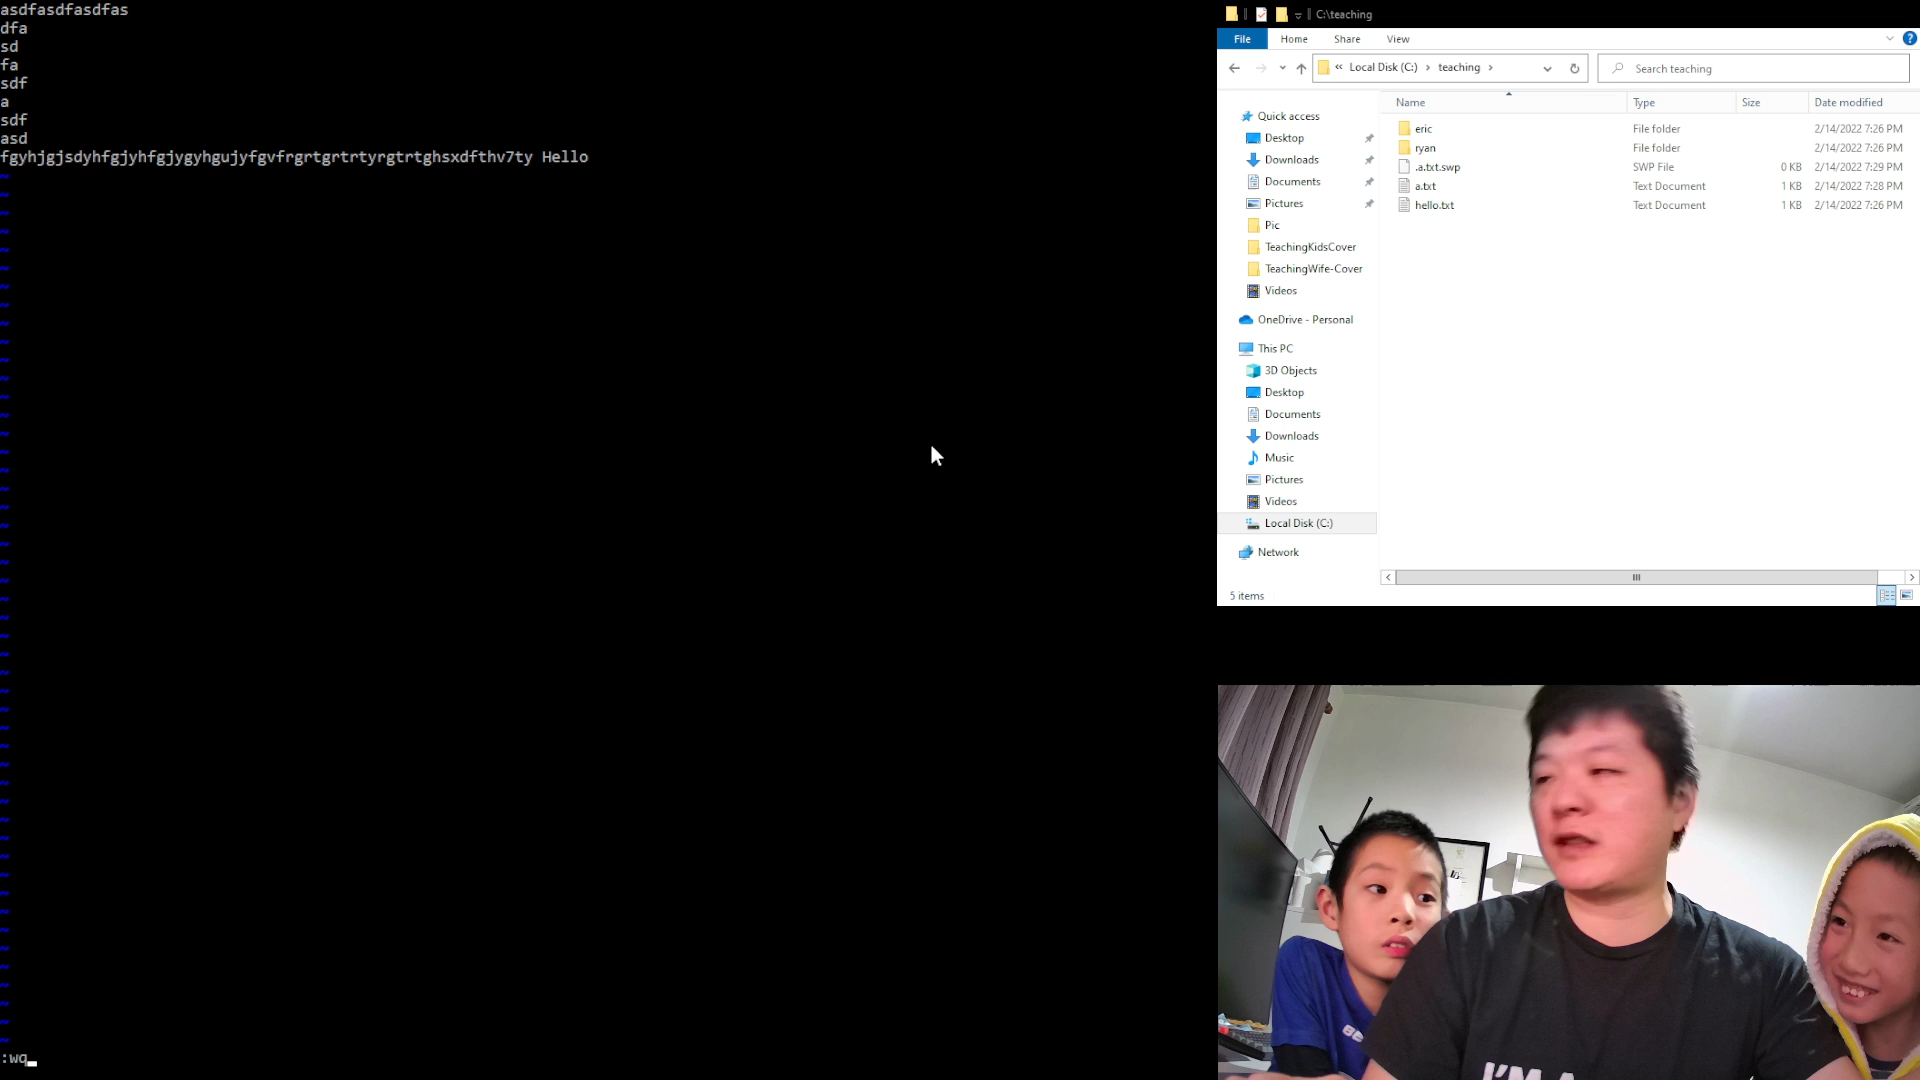 asdfasdfasdfas
dfa
sd
fa
sdf
a
sdf
asd
fgyhjgjsdyhfgjyhfgjygyhgujyfgvfrgrtgrtrtyrgtrtghsxdfthv7ty Hello
:wq
C:\teaching
File Home Share View
« Local Disk (C:) › teaching ›
Search teaching
Name Type Size Date modified
eric File folder 2/14/2022 7:26 PM
ryan File folder 2/14/2022 7:26 PM
.a.txt.swp SWP File 0 KB 2/14/2022 7:29 PM
a.txt Text Document 1 KB 2/14/2022 7:28 PM
hello.txt Text Document 1 KB 2/14/2022 7:26 PM
Quick access
Desktop
Downloads
Documents
Pictures
Pic
TeachingKidsCover
TeachingWife-Cover
Videos
OneDrive - Personal
This PC
3D Objects
Desktop
Documents
Downloads
Music
Pictures
Videos
Local Disk (C:)
Network
5 items
I'M A